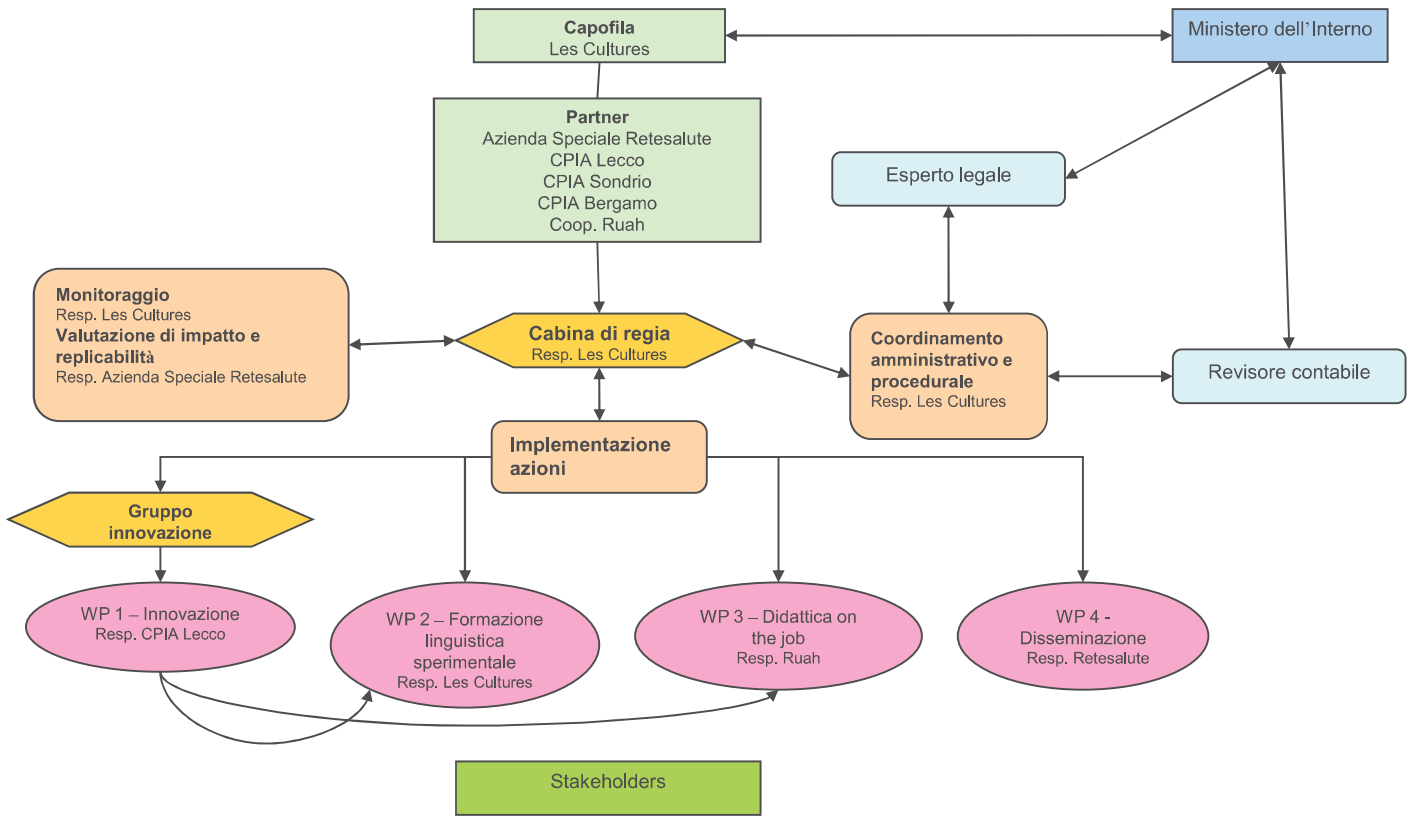 Capofila
Les Cultures
Ministero dell'Interno
Partner
Azienda Speciale Retesalute
CPIA Lecco
CPIA Sondrio
CPIA Bergamo
Coop. Ruah
Esperto legale
Monitoraggio
Resp. Les Cultures
Valutazione di impatto e
replicabilità
Resp. Azienda Speciale Retesalute
Cabina di regia
Resp. Les Cultures
Coordinamento
amministrativo e
procedurale
Resp. Les Cultures
Revisore contabile
Implementazione
azioni
Gruppo
innovazione
WP 1 – Innovazione
Resp. CPIA Lecco
WP 2 – Formazione
linguistica
sperimentale
Resp. Les Cultures
WP 3 – Didattica on
the job
Resp. Ruah
WP 4 -
Disseminazione
Resp. Retesalute
Stakeholders